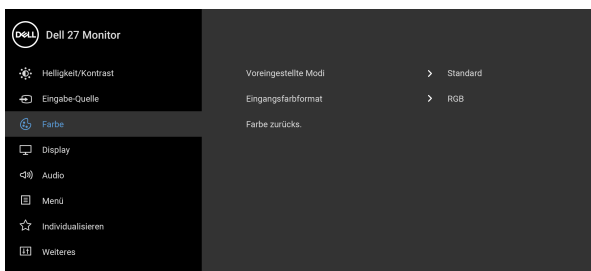 DELL Dell 27 Monitor
Helligkeit/Kontrast Voreingestellte Modi > Standard
Eingabe-Quelle Eingangsfarbformat > RGB
Farbe Farbe zurücks.
Display
Audio
Menü
Individualisieren
Weiteres